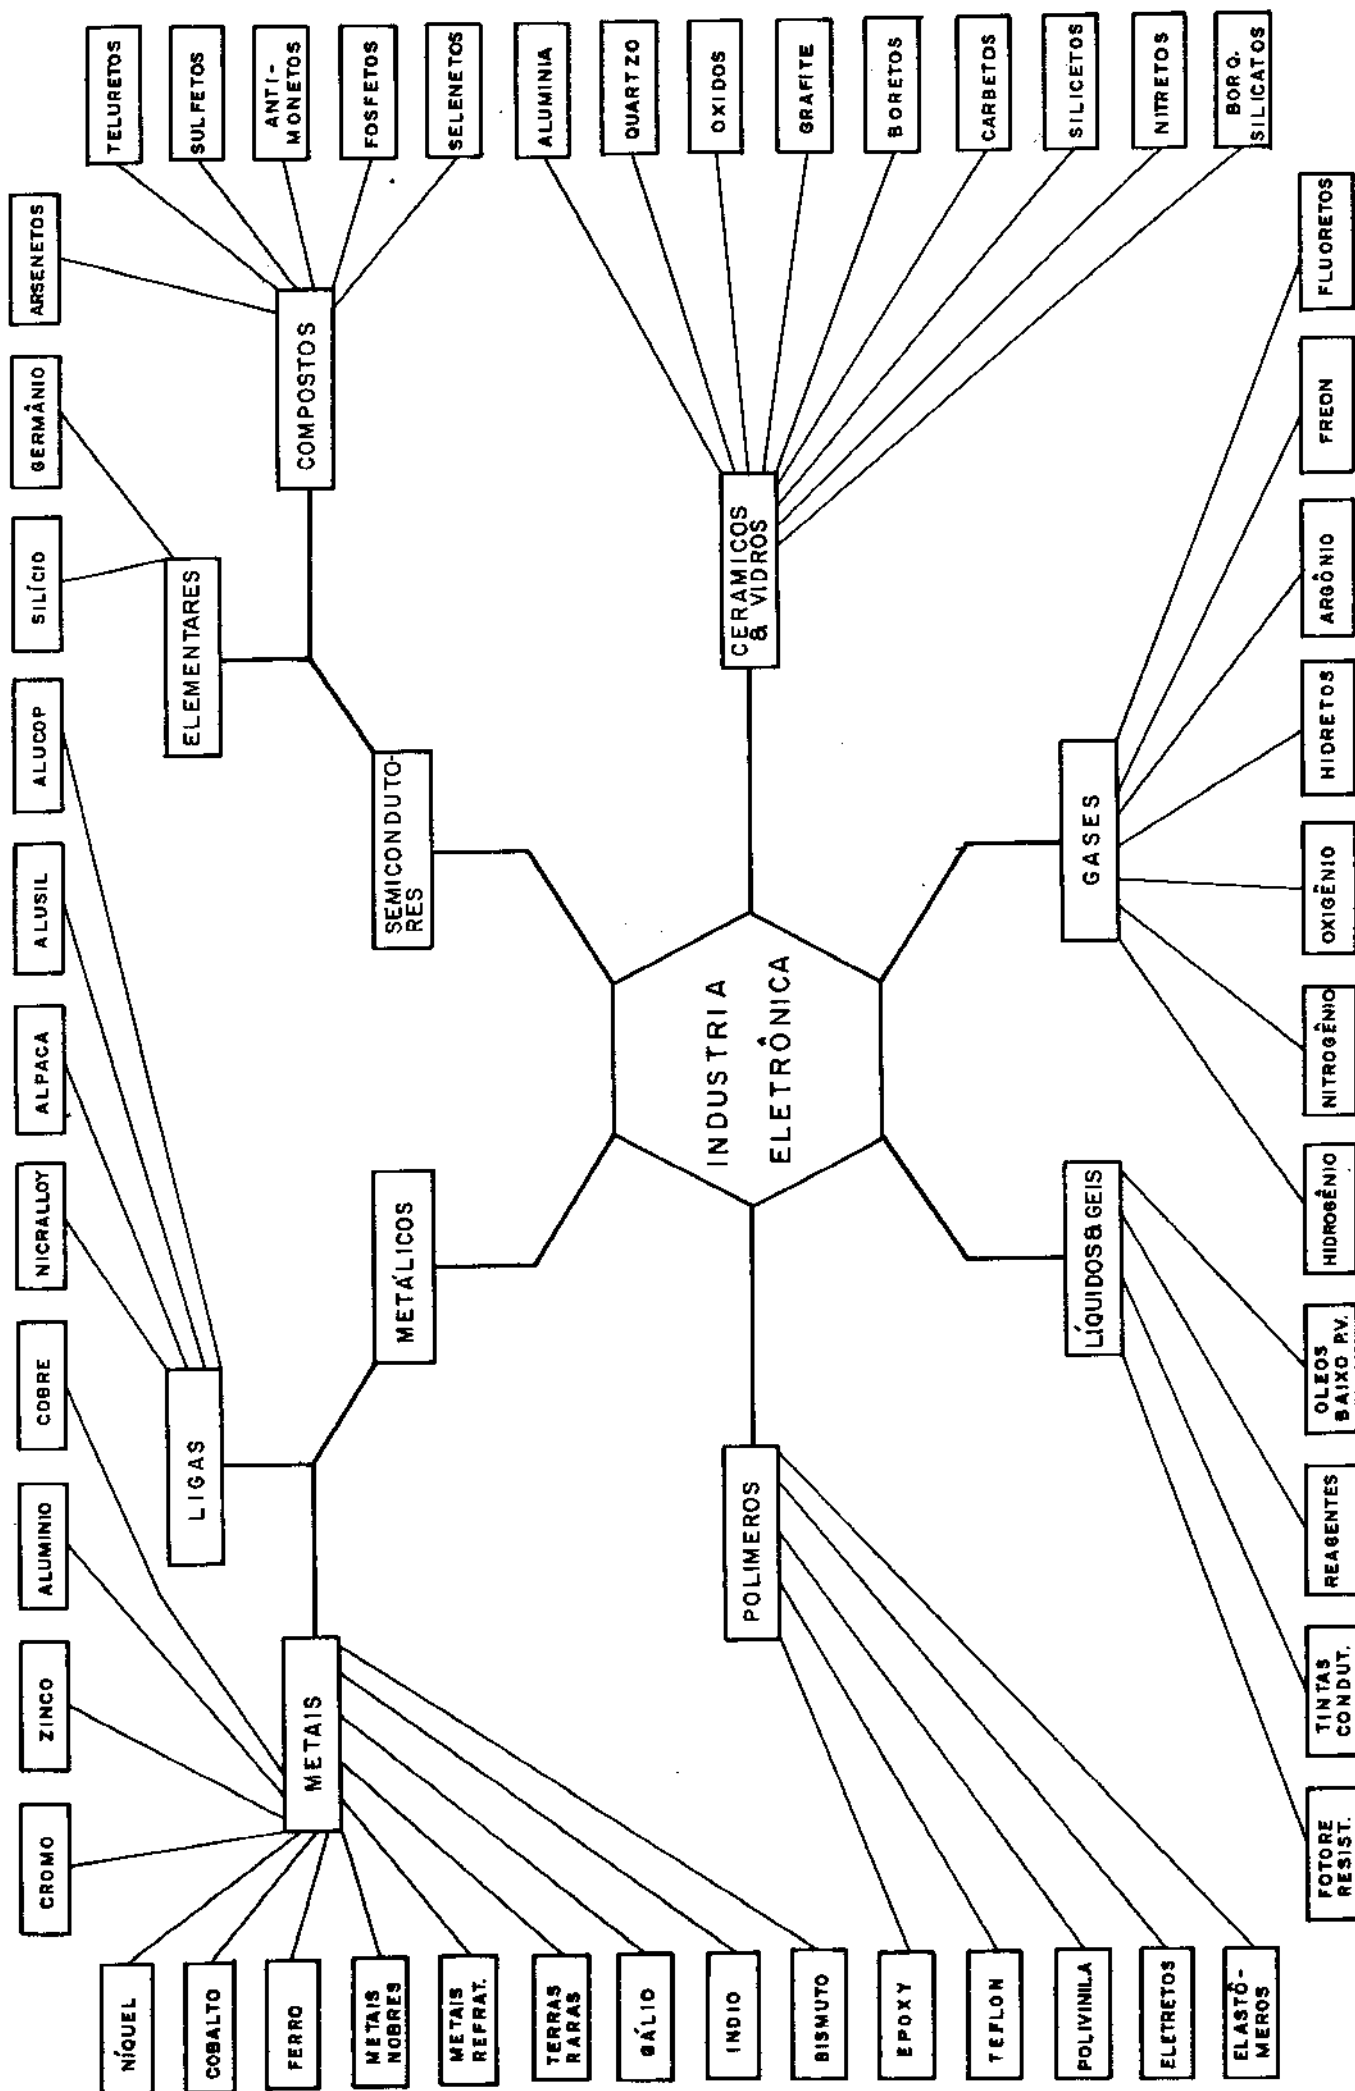 CROMO
ZINCO
ALUMINIO
COBRE
NICRALLOY
ALPACA
ALUSIL
ALUCOP
SILÍCIO
GERMÂNIO
ARSENETOS
NÍQUEL
COBALTO
FERRO
METAIS
NOBRES
METAIS
REFRAT.
TERRAS
RARAS
GÁLIO
INDIO
BISMUTO
EPOXY
TEFLON
POLIVINILA
ELETRETOS
ELASTÔ-
MEROS
LIGAS
METAIS
METÁLICOS
ELEMENTARES
COMPOSTOS
SEMICONDUTO-
RES
TELURETOS
SULFETOS
ANTI-
MONETOS
FOSFETOS
SELENETOS
INDUSTRIA
ELETRÔNICA
POLIMEROS
CERAMICOS
& VIDROS
ALUMINIA
QUARTZO
OXIDOS
GRAFITE
BORETOS
CARBETOS
SILICETOS
NITRETOS
BORO.
SILICATOS
LÍQUIDOS&GEIS
GASES
FOTORE
RESIST.
TINTAS
CONDUT.
REAGENTES
OLEOS
BAIXO P.V.
HIDROGÊNIO
NITROGÊNIO
OXIGÊNIO
HIDRETOS
ARGÔNIO
FREON
FLUORETOS